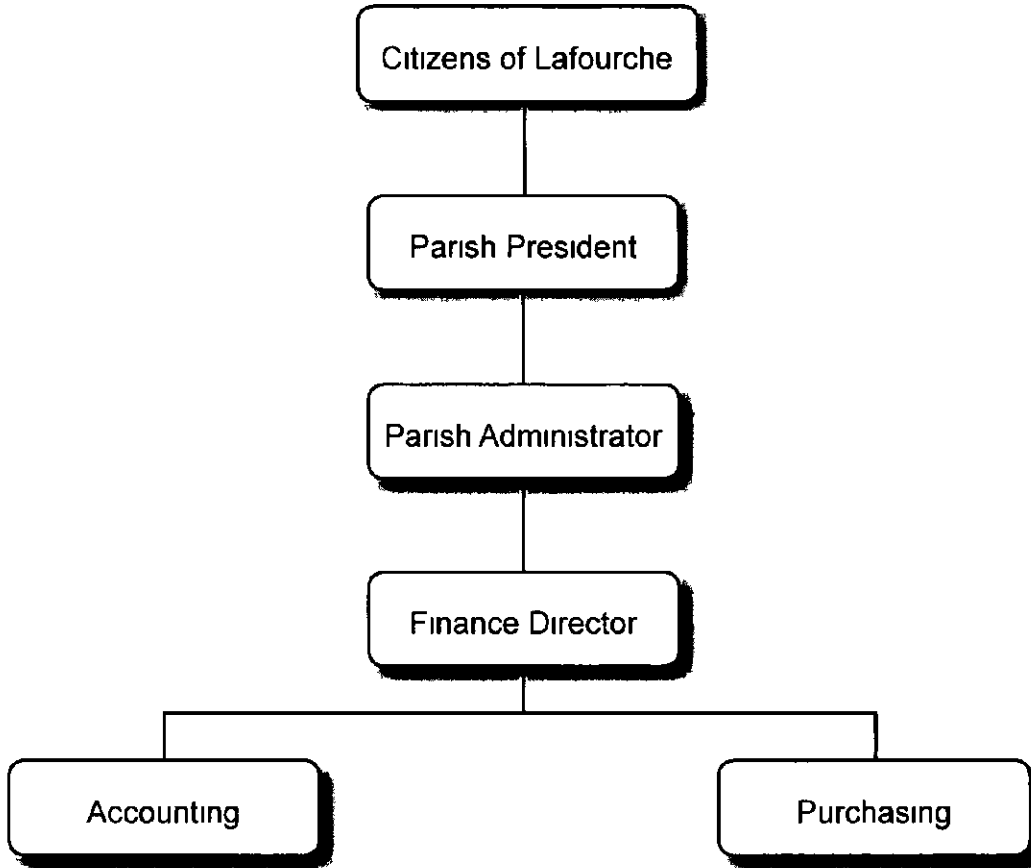 Citizens of Lafourche
Parish President
Parish Administrator
Finance Director
Accounting
Purchasing